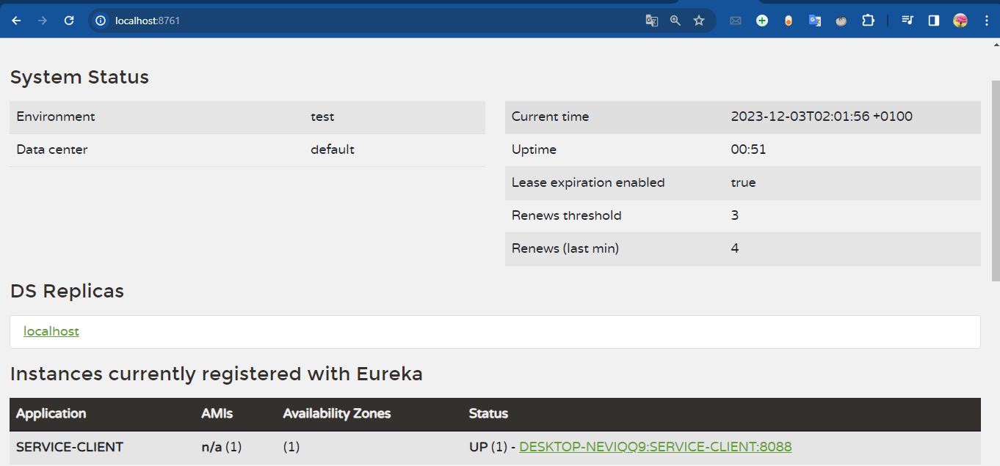 localhost:8761
System Status
Environment test
Data center default
Current time 2023-12-03T02:01:56 +0100
Uptime 00:51
Lease expiration enabled true
Renews threshold 3
Renews (last min) 4
DS Replicas
localhost
Instances currently registered with Eureka
Application AMIs Availability Zones Status
SERVICE-CLIENT n/a (1) (1) UP (1) - DESKTOP-NEVIQQ9:SERVICE-CLIENT:8088